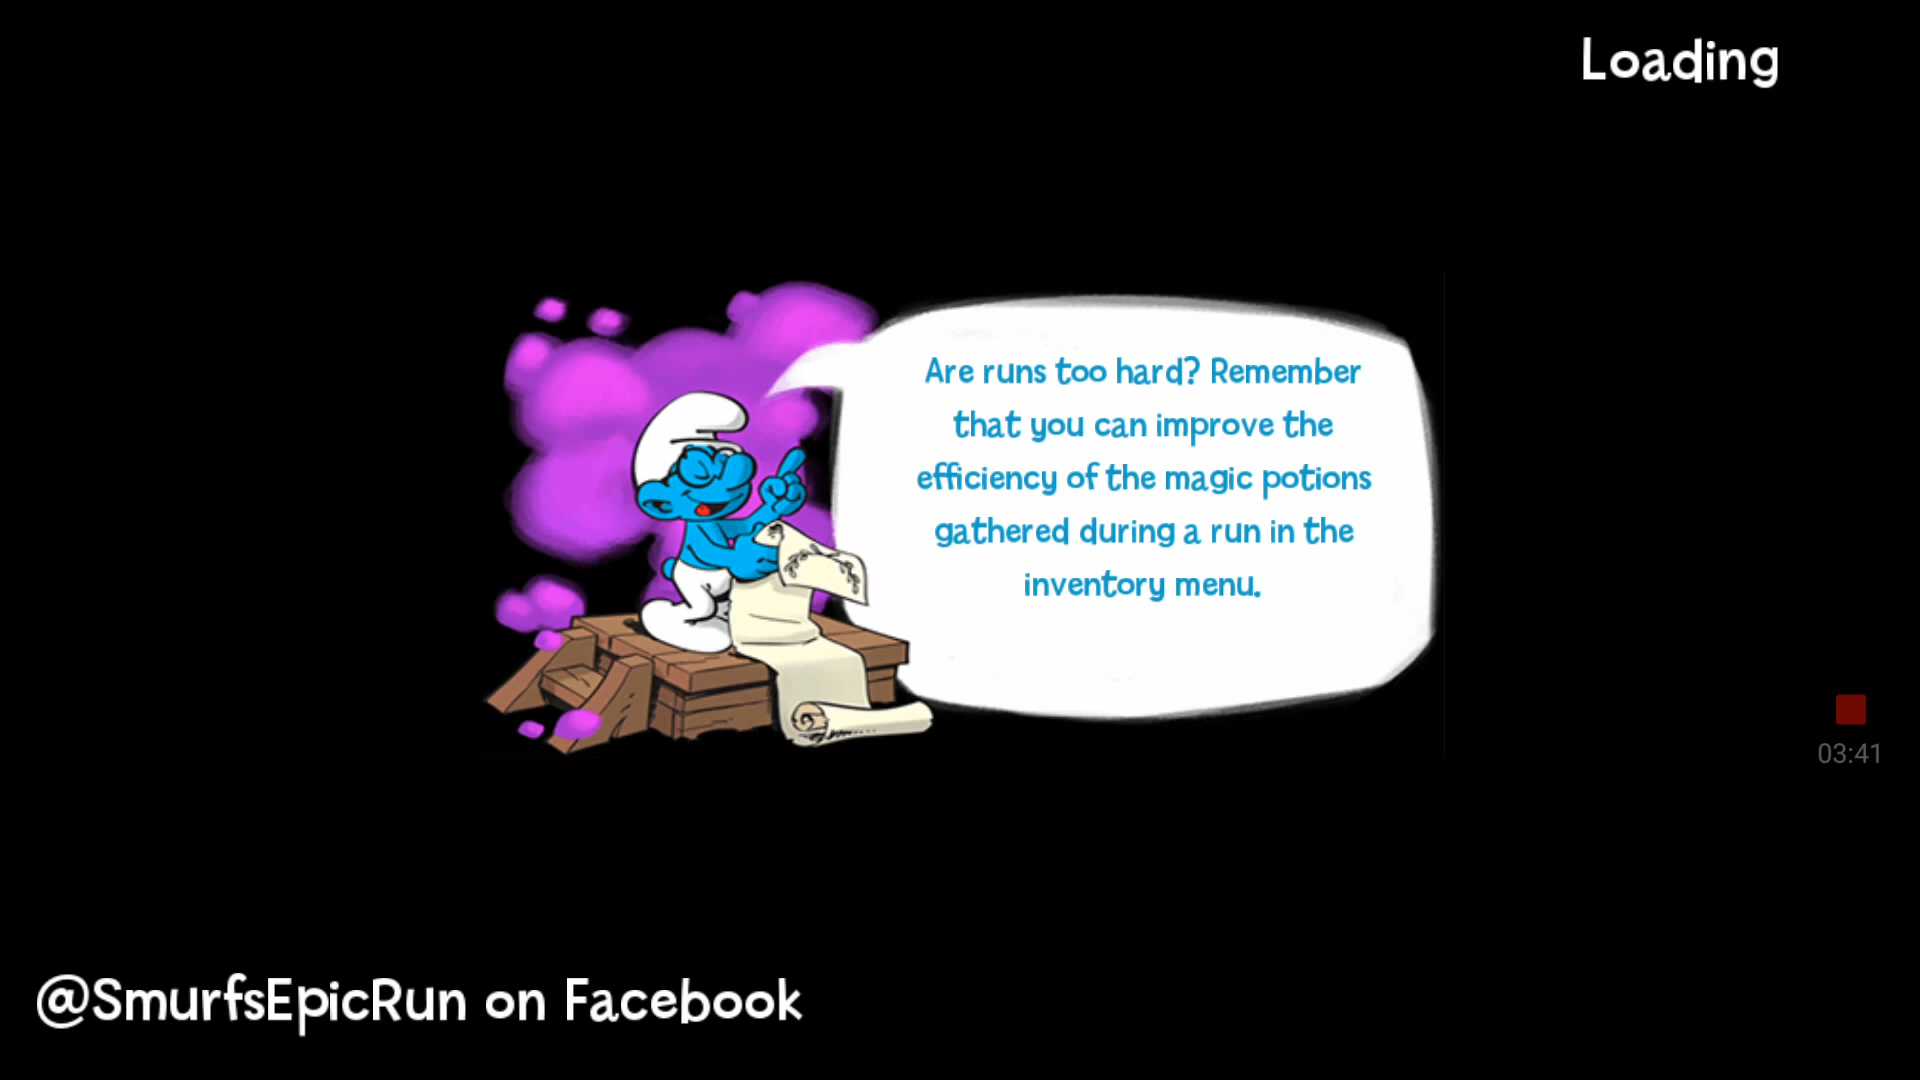 Loading
Are runs too hard? Remember
that you can improve the
efficiency of the magic potions
gathered during a run in the
inventory menu.
03:41
@SmurfsEpicRun on Facebook